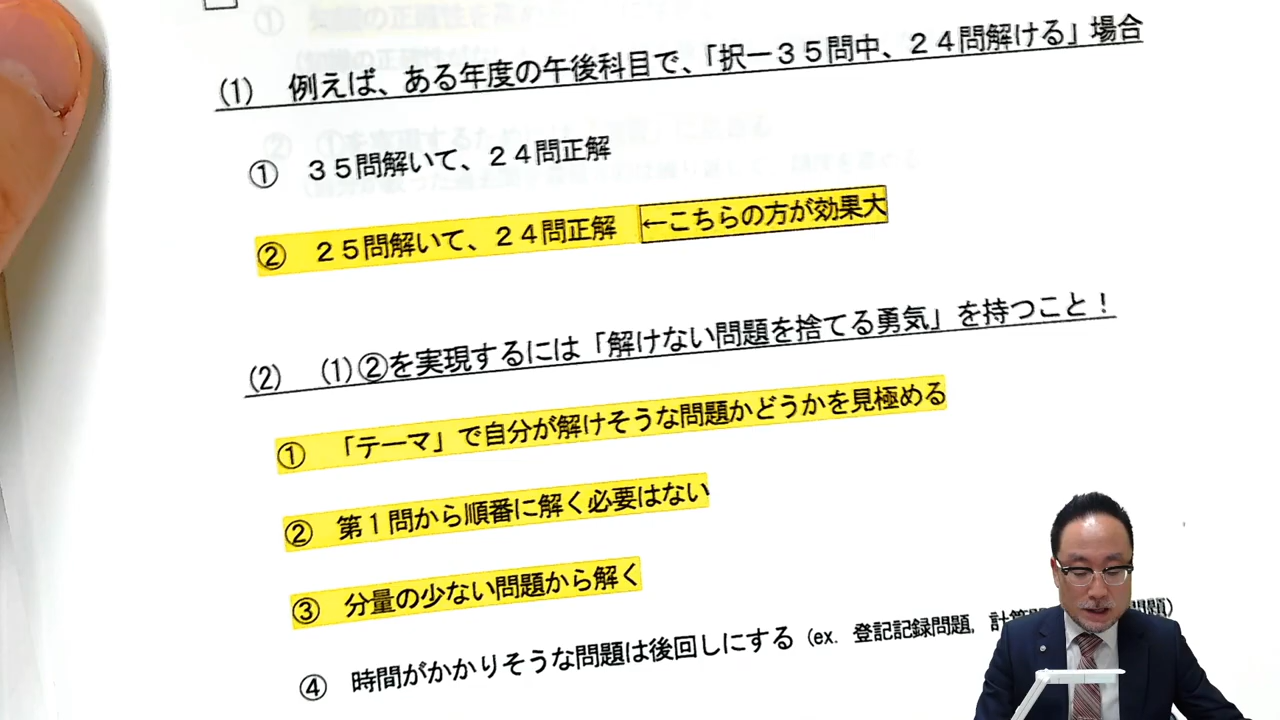 (1) 例えば、ある年度の午後科目で、「択一３５問中、２４問解ける」場合
① ３５問解いて、２４問正解
② ２５問解いて、２４問正解 ←こちらの方が効果大
(2) (1)②を実現するには「解けない問題を捨てる勇気」を持つこと！
① 「テーマ」で自分が解けそうな問題かどうかを見極める
② 第１問から順番に解く必要はない
③ 分量の少ない問題から解く
④ 時間がかかりそうな問題は後回しにする (ex. 登記記録問題, 計算 問題)